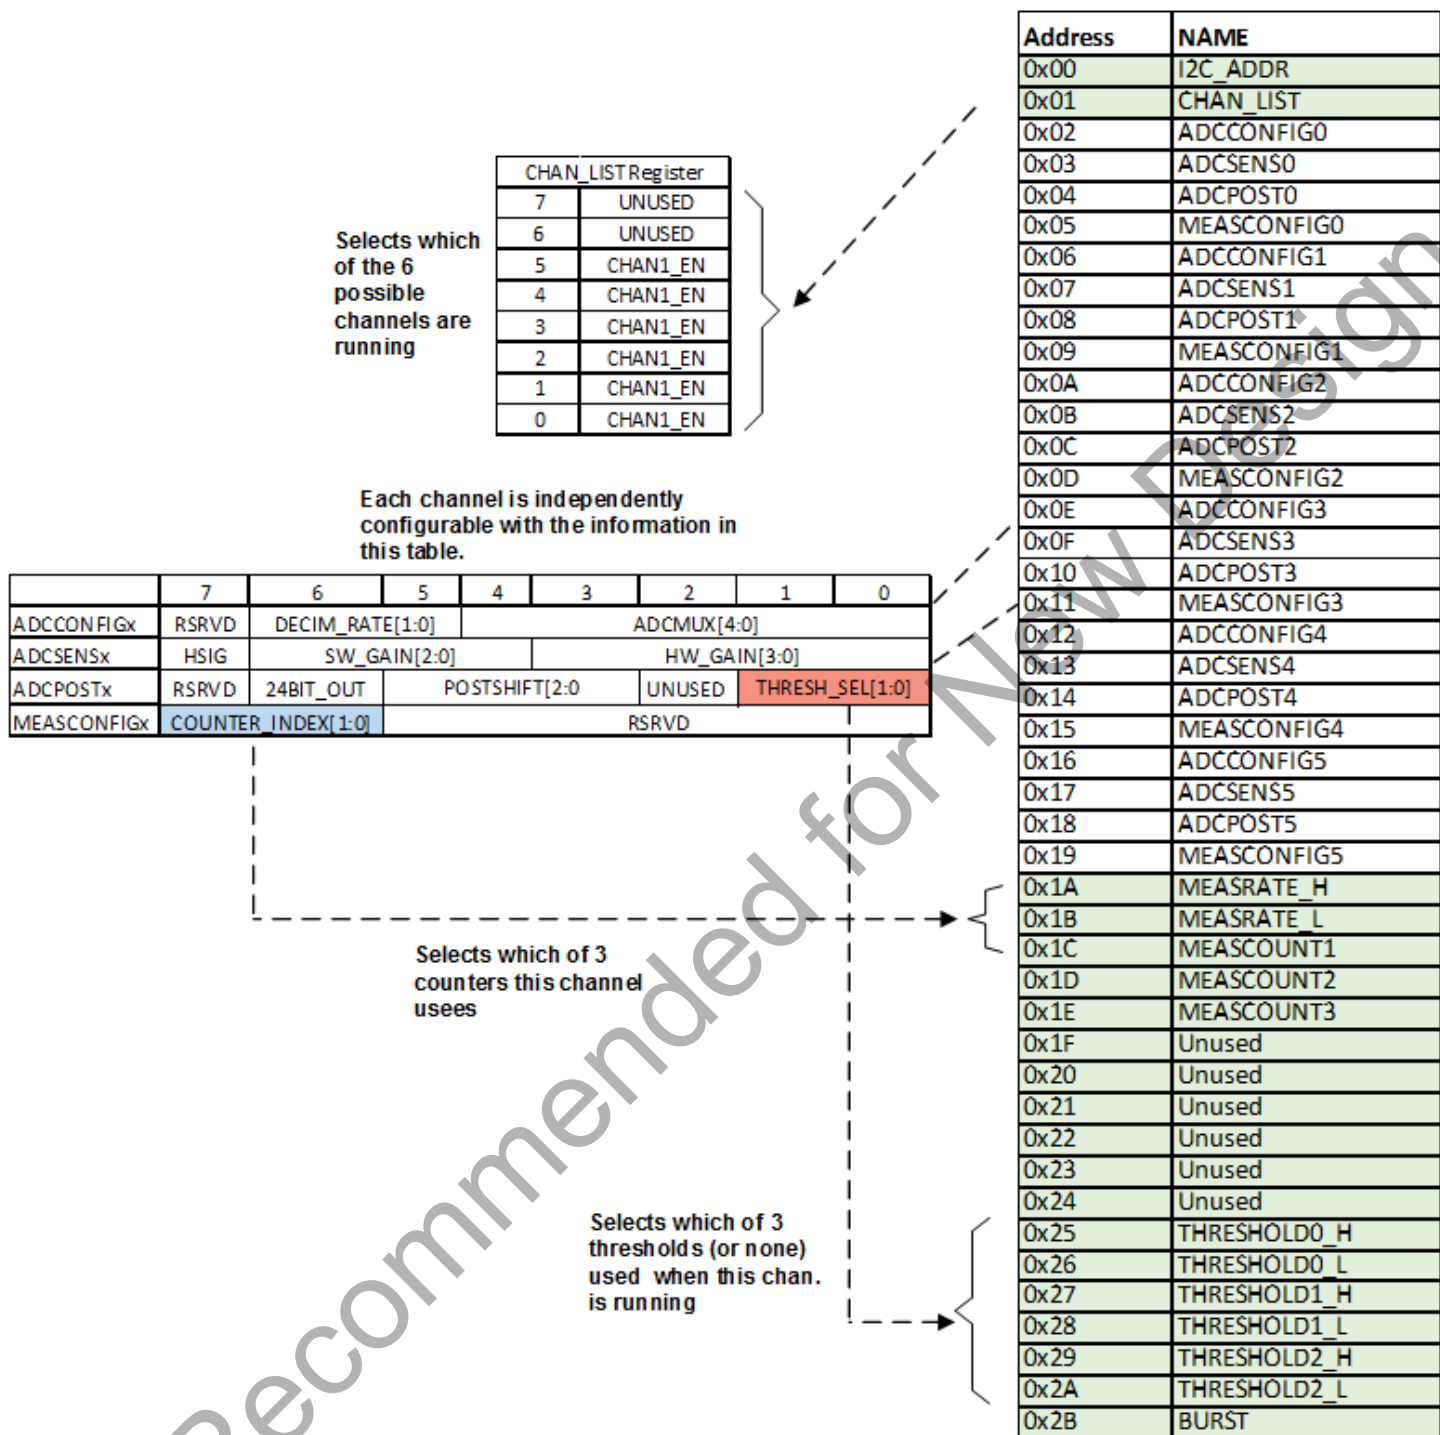 CHAN_LIST Register
7 UNUSED
6 UNUSED
5 CHAN1_EN
4 CHAN1_EN
3 CHAN1_EN
2 CHAN1_EN
1 CHAN1_EN
0 CHAN1_EN
Selects which
of the 6
possible
channels are
running
Each channel is independently
configurable with the information in
this table.
7 6 5 4 3 2 1 0
ADCCONFIGx RSRVD DECIM_RATE[1:0] ADCMUX[4:0]
ADCSENSx HSIG SW_GAIN[2:0] HW_GAIN[3:0]
ADCPOSTx RSRVD 24BIT_OUT POSTSHIFT[2:0 UNUSED THRESH_SEL[1:0]
MEASCONFIGx COUNTER_INDEX[1:0] RSRVD
Selects which of 3
counters this channel
usees
Selects which of 3
thresholds (or none)
used when this chan.
is running
Address NAME
0x00 I2C_ADDR
0x01 CHAN_LIST
0x02 ADCCONFIG0
0x03 ADCSENS0
0x04 ADCPOST0
0x05 MEASCONFIG0
0x06 ADCCONFIG1
0x07 ADCSENS1
0x08 ADCPOST1
0x09 MEASCONFIG1
0x0A ADCCONFIG2
0x0B ADCSENS2
0x0C ADCPOST2
0x0D MEASCONFIG2
0x0E ADCCONFIG3
0x0F ADCSENS3
0x10 ADCPOST3
0x11 MEASCONFIG3
0x12 ADCCONFIG4
0x13 ADCSENS4
0x14 ADCPOST4
0x15 MEASCONFIG4
0x16 ADCCONFIG5
0x17 ADCSENS5
0x18 ADCPOST5
0x19 MEASCONFIG5
0x1A MEASRATE_H
0x1B MEASRATE_L
0x1C MEASCOUNT1
0x1D MEASCOUNT2
0x1E MEASCOUNT3
0x1F Unused
0x20 Unused
0x21 Unused
0x22 Unused
0x23 Unused
0x24 Unused
0x25 THRESHOLD0_H
0x26 THRESHOLD0_L
0x27 THRESHOLD1_H
0x28 THRESHOLD1_L
0x29 THRESHOLD2_H
0x2A THRESHOLD2_L
0x2B BURST
Recommended for New Design